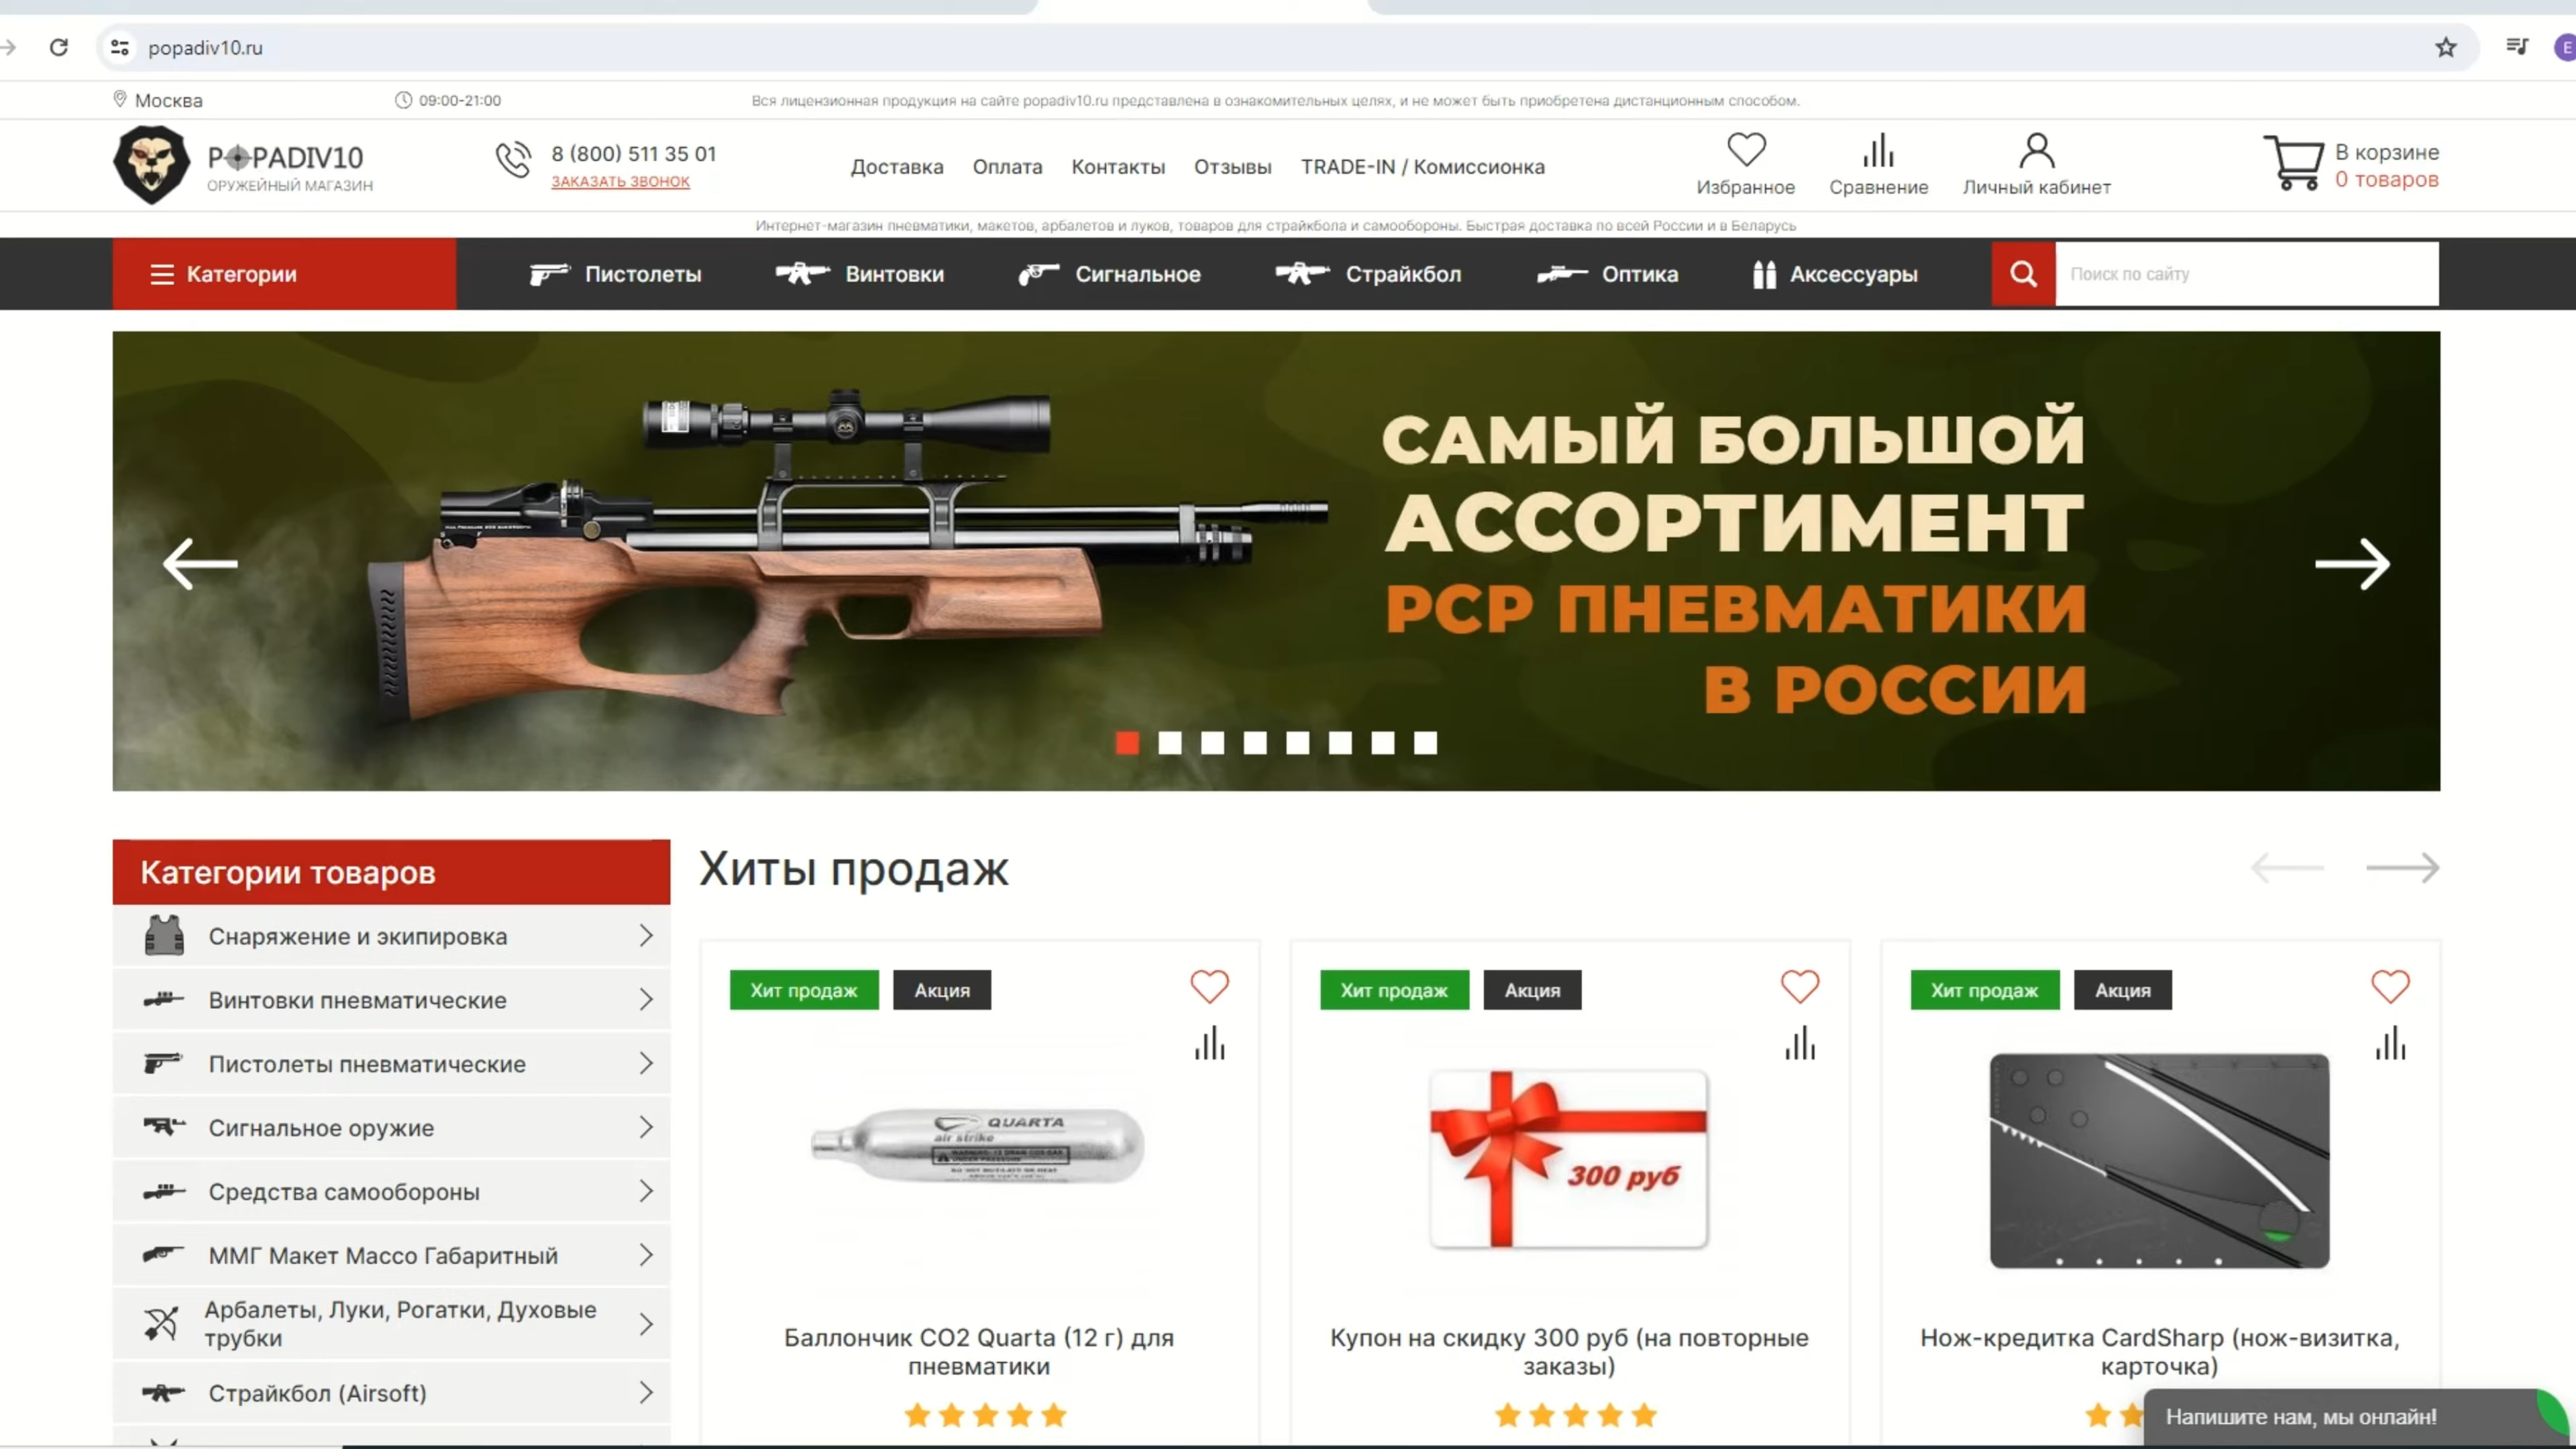 popadiv10.ru
E
Москва
09:00-21:00
Вся лицензионная продукция на сайте popadiv10.ru представлена в ознакомительных целях, и не может быть приобретена дистанционным способом.
POPADIV10
ОРУЖЕЙНЫЙ МАГАЗИН
8 (800) 511 35 01
ЗАКАЗАТЬ ЗВОНОК
Доставка
Оплата
Контакты
Отзывы
TRADE-IN / Комиссионка
Избранное
Сравнение
Личный кабинет
В корзине
0 товаров
Интернет-магазин пневматики, макетов, арбалетов и луков, товаров для страйкбола и самообороны. Быстрая доставка по всей России и в Беларусь
Категории
Пистолеты
Винтовки
Сигнальное
Страйкбол
Оптика
Аксессуары
Поиск по сайту
САМЫЙ БОЛЬШОЙ
АССОРТИМЕНТ
PCP ПНЕВМАТИКИ
В РОССИИ
Категории товаров
Снаряжение и экипировка
Винтовки пневматические
Пистолеты пневматические
Сигнальное оружие
Средства самообороны
ММГ Макет Массо Габаритный
Арбалеты, Луки, Рогатки, Духовые
трубки
Страйкбол (Airsoft)
Хиты продаж
Хит продаж
Акция
QUARTA
air strike
Баллончик CO2 Quarta (12 г) для
пневматики
Хит продаж
Акция
300 руб
Купон на скидку 300 руб (на повторные
заказы)
Хит продаж
Акция
Нож-кредитка CardSharp (нож-визитка,
карточка)
Напишите нам, мы онлайн!